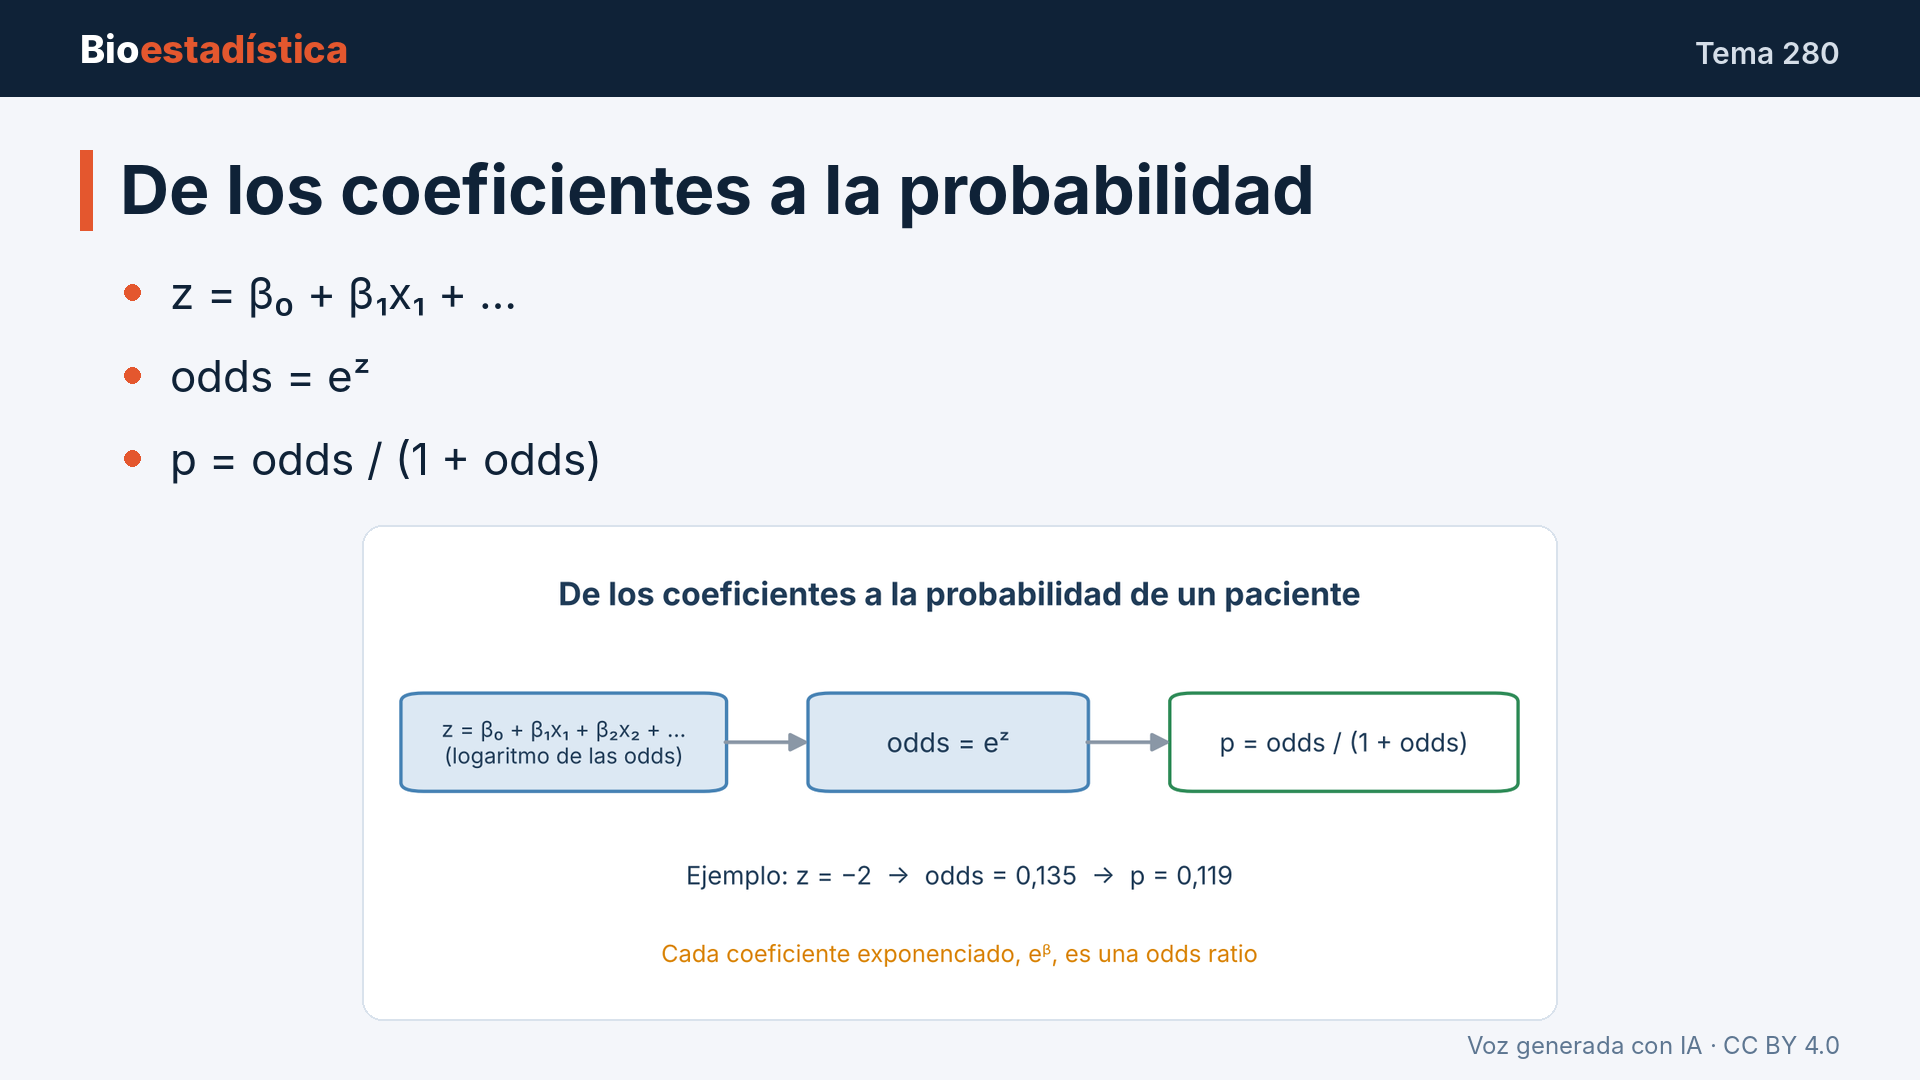 Bioestadística
Tema 280
De los coeficientes a la probabilidad
• z = β₀ + β₁x₁ + …
• odds = eᶻ
• p = odds / (1 + odds)
De los coeficientes a la probabilidad de un paciente
z = β₀ + β₁x₁ + β₂x₂ + …
(logaritmo de las odds)
odds = eᶻ
p = odds / (1 + odds)
Ejemplo: z = −2 → odds = 0,135 → p = 0,119
Cada coeficiente exponenciado, eᵝ, es una odds ratio
Voz generada con IA · CC BY 4.0